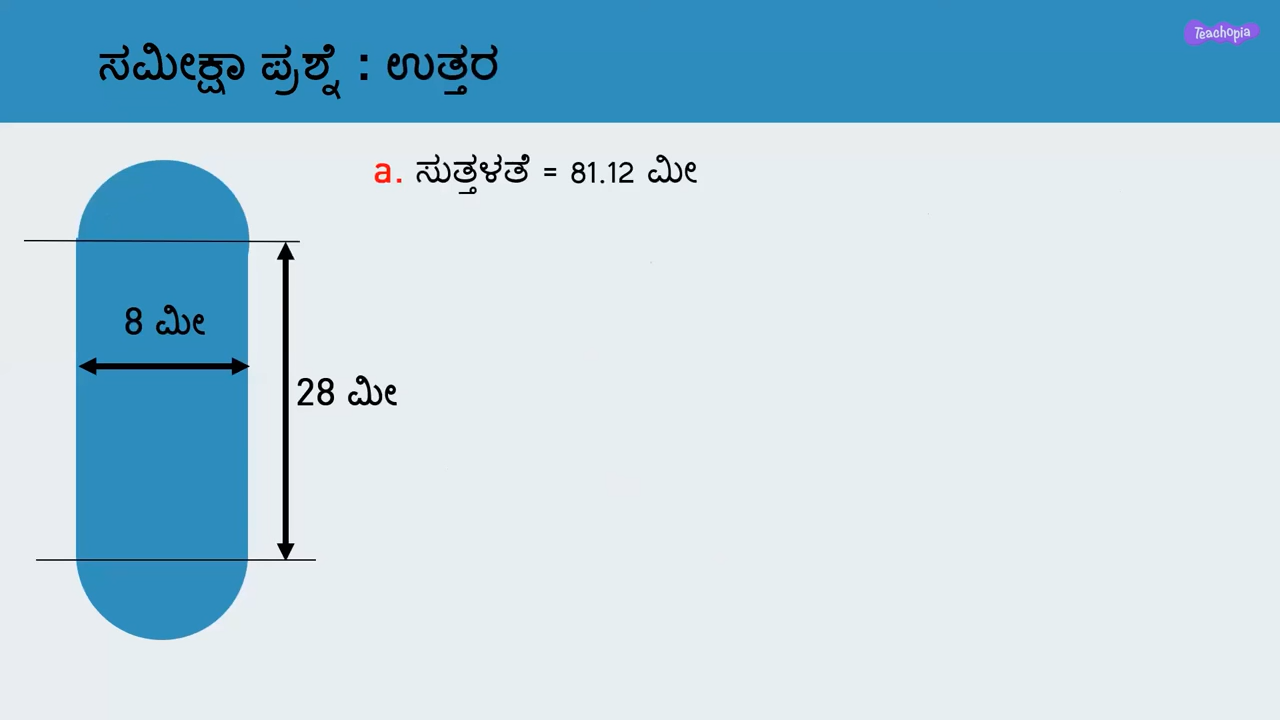 Teachopia
ಸಮೀಕ್ಷಾ ಪ್ರಶ್ನೆ : ಉತ್ತರ
a. ಸುತ್ತಳತೆ = 81.12 ಮೀ
8 ಮೀ
28 ಮೀ